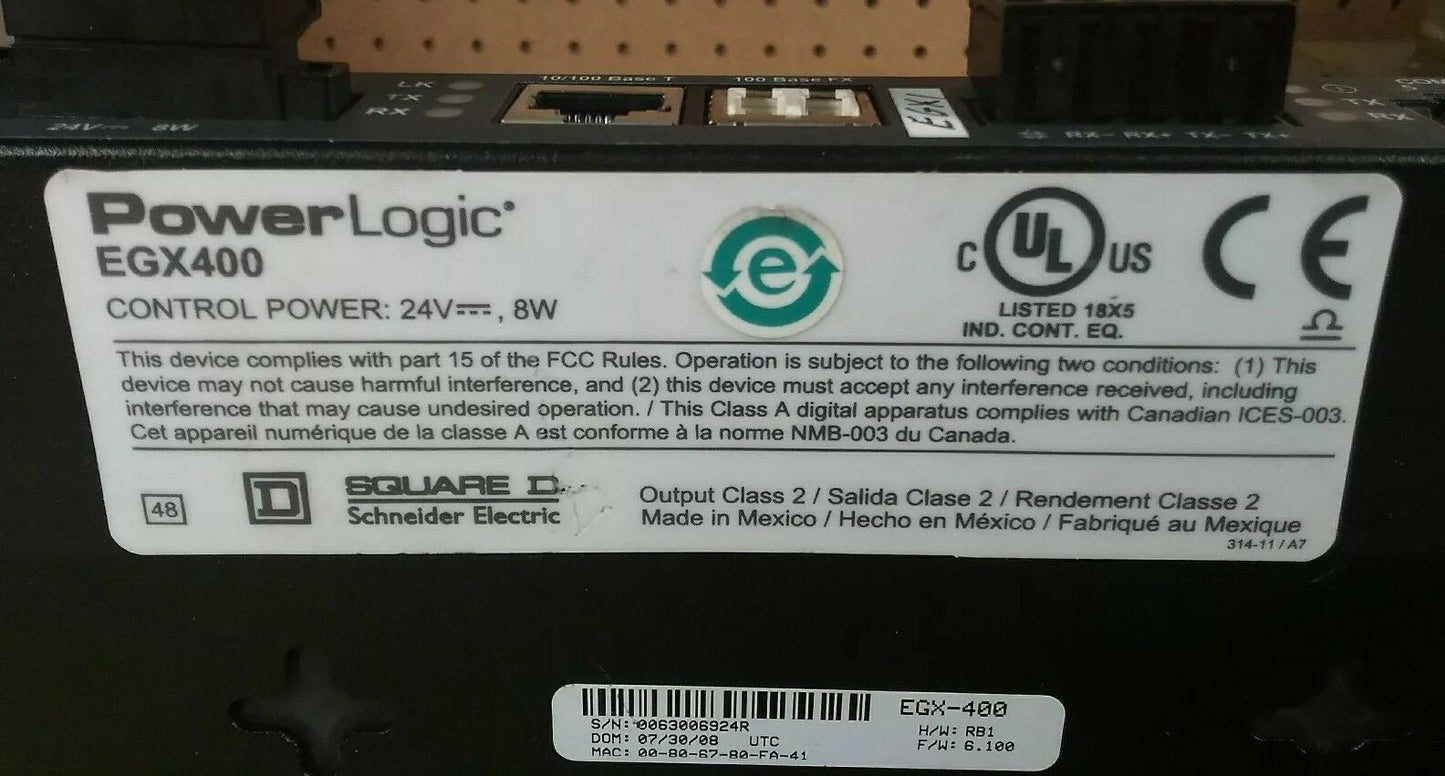 LK
TX
RX
24V⎓ 8W
10/100 Base T
100 Base FX
EGX1
RX- RX+ TX- TX+
TX
RX
PowerLogic®
EGX400
CONTROL POWER: 24V⎓, 8W
e
C UL US
LISTED 18X5
IND. CONT. EQ.
CE
This device complies with part 15 of the FCC Rules. Operation is subject to the following two conditions: (1) This
device may not cause harmful interference, and (2) this device must accept any interference received, including
interference that may cause undesired operation. / This Class A digital apparatus complies with Canadian ICES-003.
Cet appareil numérique de la classe A est conforme à la norme NMB-003 du Canada.
48
D
SQUARE D
Schneider Electric
Output Class 2 / Salida Clase 2 / Rendement Classe 2
Made in Mexico / Hecho en México / Fabriqué au Mexique
314-11 / A7
EGX-400
S/N: 0063006924R
H/W: RB1
DOM: 07/30/08 UTC
F/W: 6.100
MAC: 00-80-67-80-FA-41